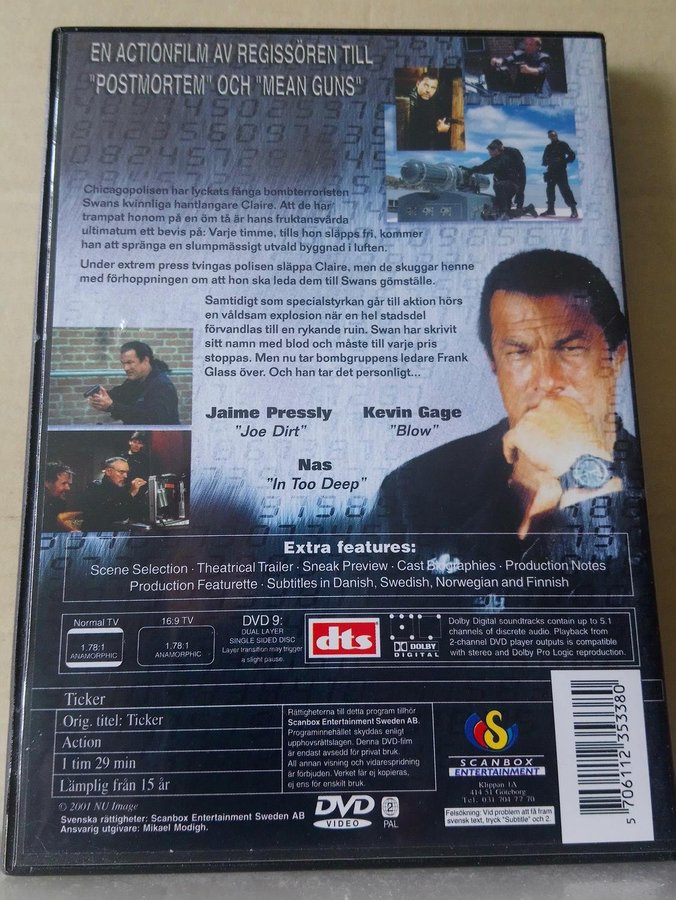 EN ACTIONFILM AV REGISSÖREN TILL
"POSTMORTEM" OCH "MEAN GUNS"
Chicagopolisen har lyckats fånga bombterroristen
Swans kvinnliga hantlangare Claire. Att de har
trampat honom på en öm tå är hans fruktansvärda
ultimatum ett bevis på: Varje timme, tills hon släpps fri, kommer
han att spränga en slumpmässigt utvald byggnad i luften.
Under extrem press tvingas polisen släppa Claire, men de skuggar henne
med förhoppningen om att hon ska leda dem till Swans gömställe.
Samtidigt som specialstyrkan går till aktion hörs
en våldsam explosion när en hel stadsdel
förvandlas till en rykande ruin. Swan har skrivit
sitt namn med blod och måste till varje pris
stoppas. Men nu tar bombgruppens ledare Frank
Glass över. Och han tar det personligt...
Jaime Pressly Kevin Gage
"Joe Dirt" "Blow"
Nas
"In Too Deep"
Extra features:
Scene Selection · Theatrical Trailer · Sneak Preview · Cast Biographies · Production Notes
Production Featurette · Subtitles in Danish, Swedish, Norwegian and Finnish
Normal TV
1.78:1
ANAMORPHIC
16:9 TV
1.78:1
ANAMORPHIC
DVD 9:
DUAL LAYER
SINGLE SIDED DISC
Layer transition may trigger
a slight pause.
dts
DOLBY
DIGITAL
Dolby Digital soundtracks contain up to 5.1
channels of discrete audio. Playback from
2-channel DVD player outputs is compatible
with stereo and Dolby Pro Logic reproduction.
Ticker
Orig. titel: Ticker
Action
1 tim 29 min
Lämplig från 15 år
© 2001 NU Image
Svenska rättigheter: Scanbox Entertainment Sweden AB
Ansvarig utgivare: Mikael Modigh.
Rättigheterna till detta program tillhör
Scanbox Entertainment Sweden AB.
Programinnehållet skyddas enligt
upphovsrättslagen. Denna DVD-film
är endast avsedd för privat bruk.
All annan visning och vidarespridning
är förbjuden. Verket får ej kopieras,
ej ens för enskilt bruk.
DVD
VIDEO
2
PAL
S
SCANBOX
ENTERTAINMENT
Klippan 1A
414 51 Göteborg
Tel. 031 704 77 70
Felsökning: Vid problem att få fram
svensk text, tryck "Subtitle" och 2.
5 706112 353380